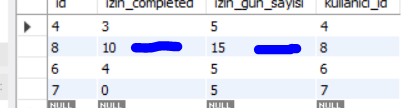 id izin_completed izin_gun_sayisi kullanici_id
4 3 5 4
8 10 15 8
6 4 5 6
7 0 5 7
NULL NULL NULL NULL